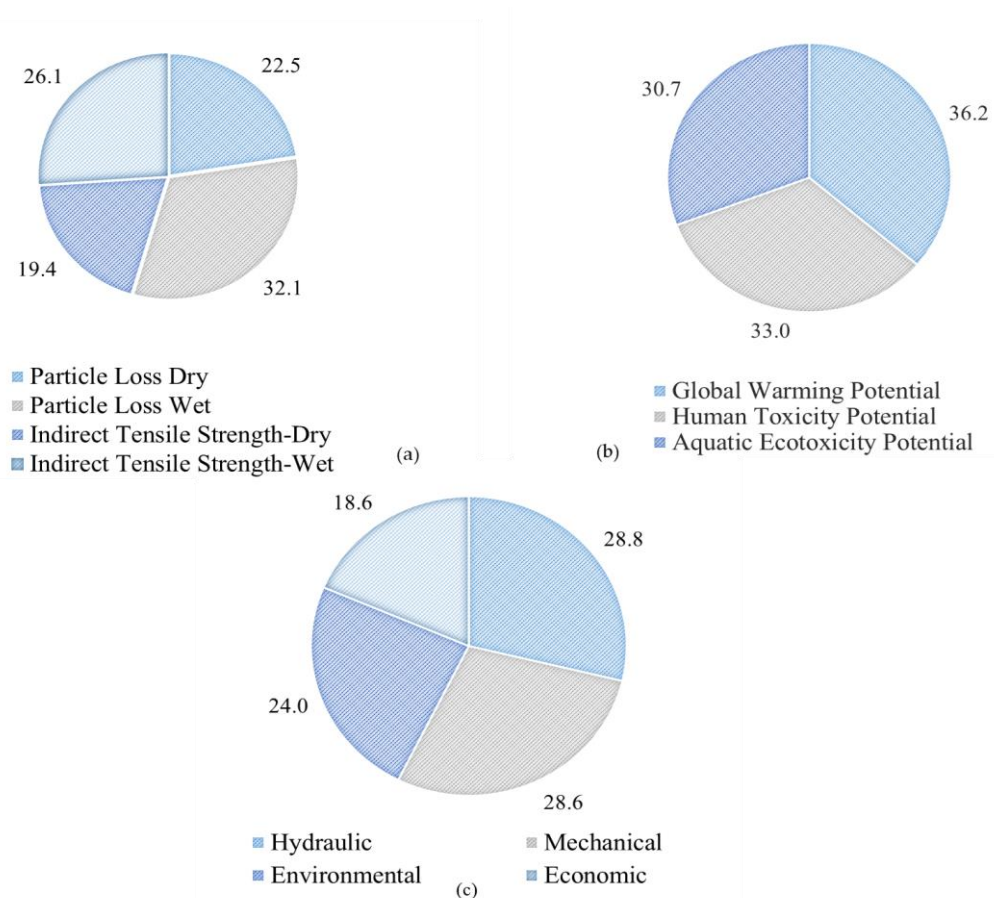 26.1
22.5
19.4
32.1
Particle Loss Dry
Particle Loss Wet
Indirect Tensile Strength-Dry
Indirect Tensile Strength-Wet
(a)
30.7
36.2
33.0
Global Warming Potential
Human Toxicity Potential
Aquatic Ecotoxicity Potential
(b)
18.6
28.8
24.0
28.6
Hydraulic Mechanical
Environmental Economic
(c)